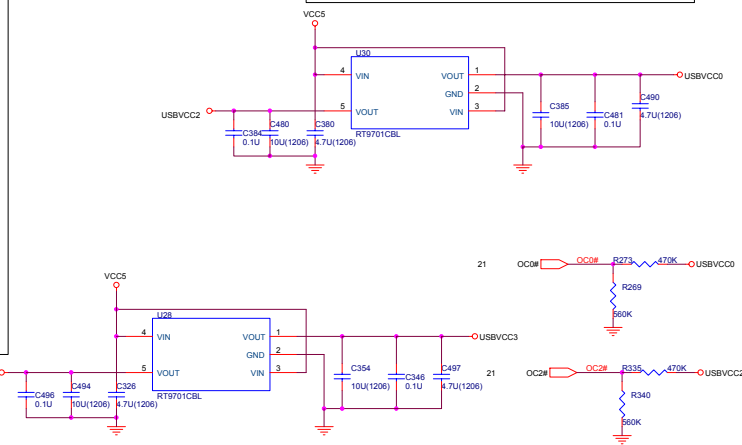 VCC5
U30
4 VIN VOUT 1
GND 2
5 VOUT VIN 3
RT9701CBL
USBVCC0
USBVCC2
C384
0.1U
C480
10U(1206)
C380
4.7U(1206)
C385
10U(1206)
C481
0.1U
C490
4.7U(1206)
21 OC0# OC0# R273 470K USBVCC0
R269
560K
VCC5
U28
4 VIN VOUT 1
GND 2
5 VOUT VIN 3
RT9701CBL
USBVCC3
C496
0.1U
C494
10U(1206)
C326
4.7U(1206)
C354
10U(1206)
C346
0.1U
C497
4.7U(1206)
21 OC2# OC2# R335 470K USBVCC2
R340
560K